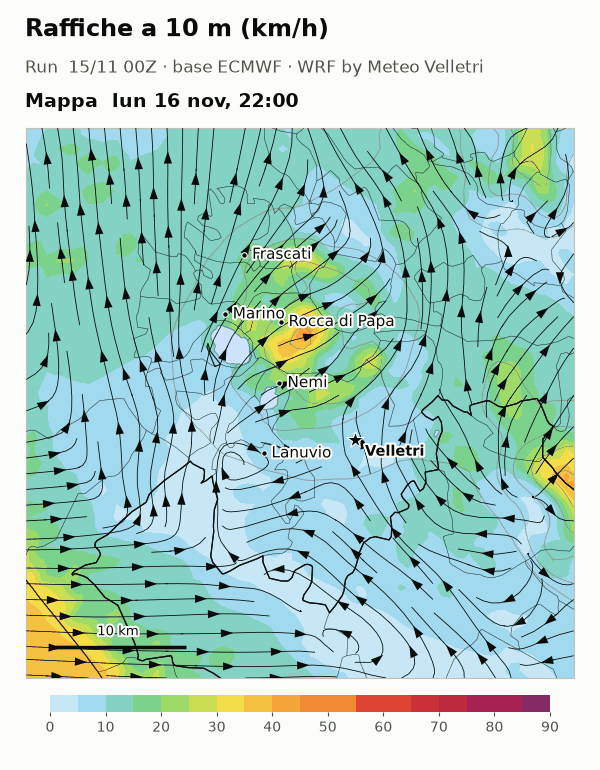 Raffiche a 10 m (km/h)
Run  15/11 00Z · base ECMWF · WRF by Meteo Velletri
Mappa  lun 16 nov, 22:00
Frascati
Marino
Rocca di Papa
Nemi
Lanuvio
Velletri
10 km
0 10 20 30 40 50 60 70 80 90